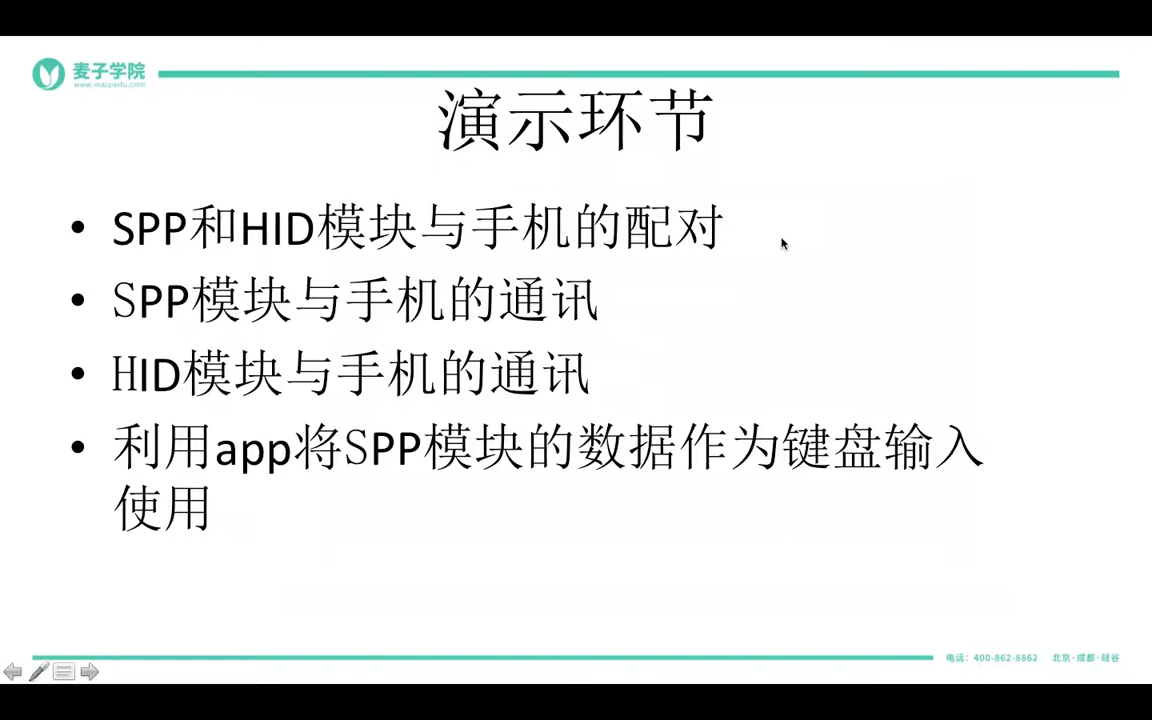 麦子学院
www.maiziedu.com
演示环节
• SPP和HID模块与手机的配对
• SPP模块与手机的通讯
• HID模块与手机的通讯
• 利用app将SPP模块的数据作为键盘输入
使用
电话：400-862-8862 北京·成都·硅谷